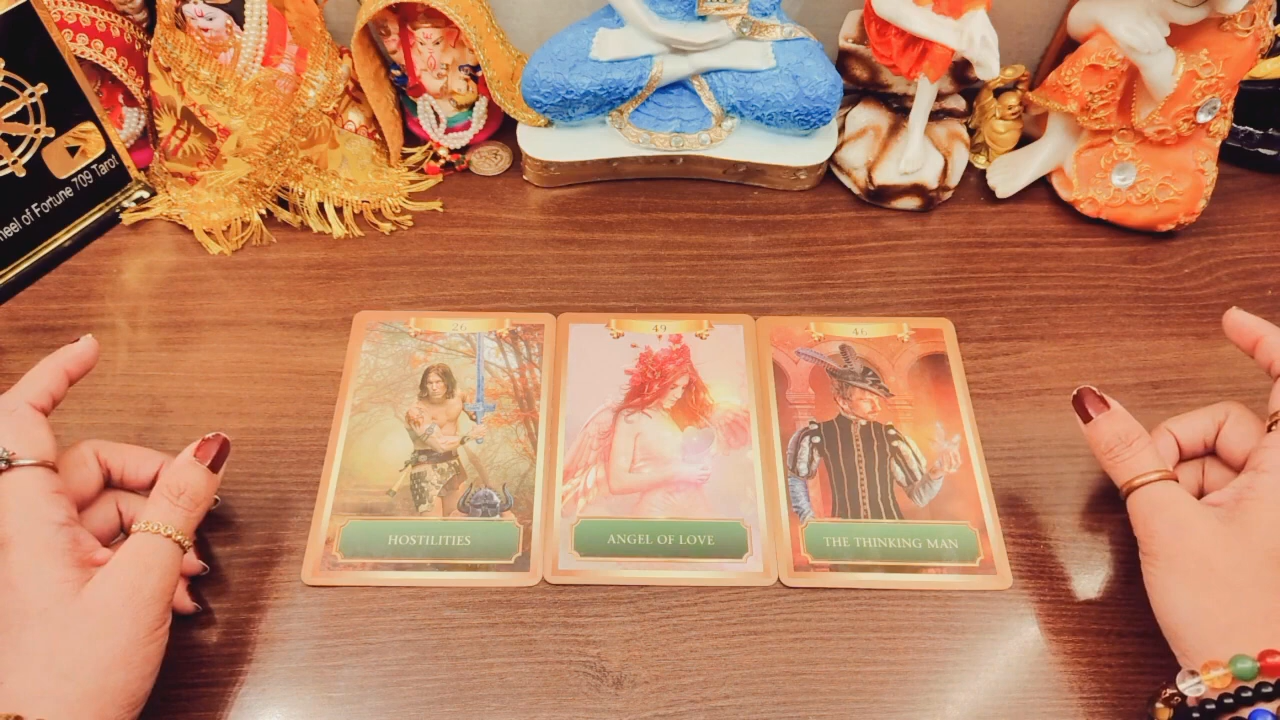 heel of Fortune 709 Tarot
26
HOSTILITIES
49
ANGEL OF LOVE
46
THE THINKING MAN